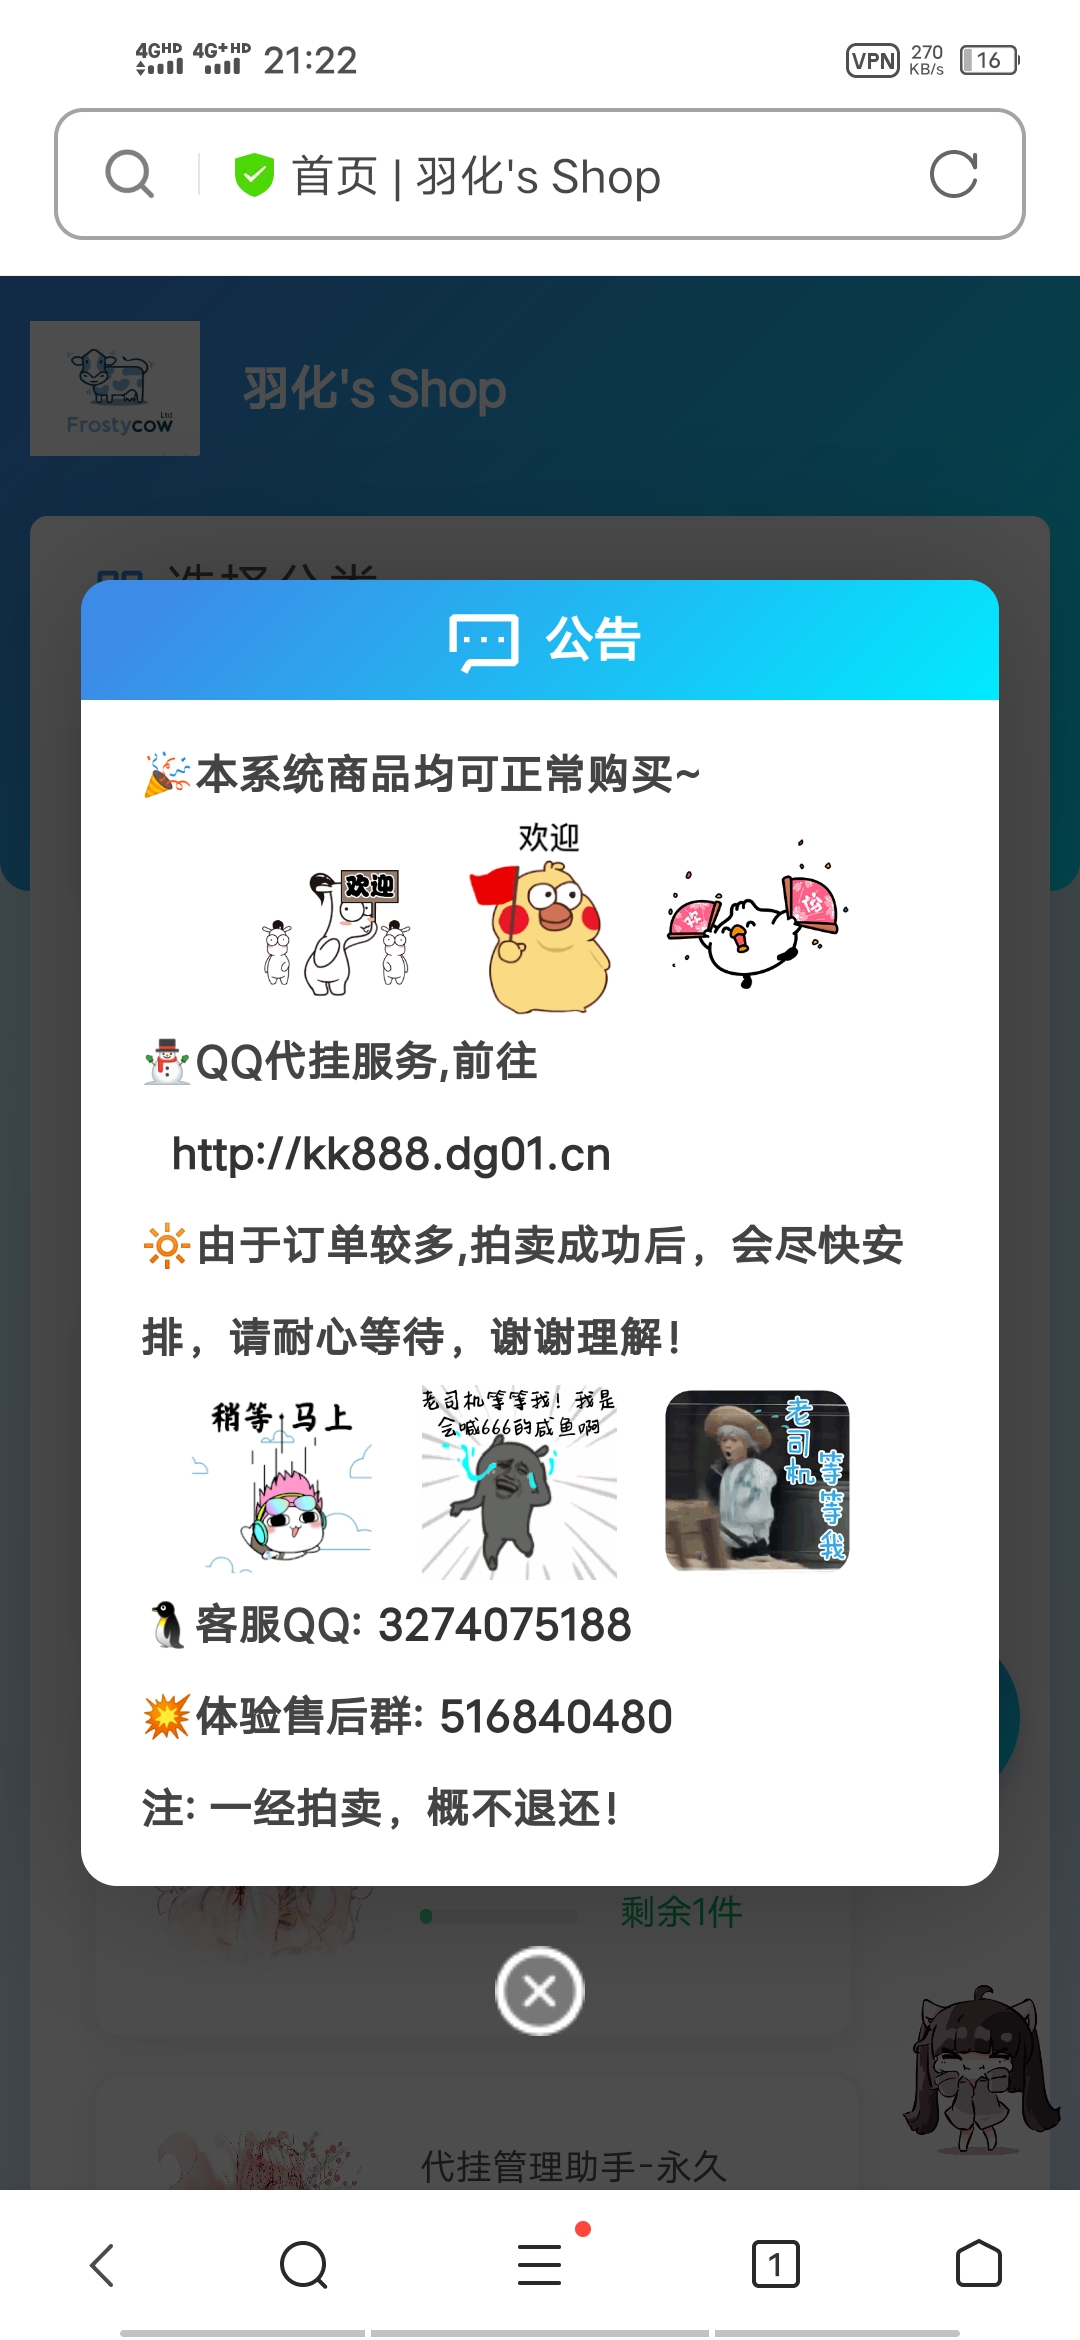 4GHD 4G+HD 21:22 VPN 270 KB/s 16
首页 | 羽化's Shop
Frostycow Ltd
羽化's Shop
选择分类
公告
🎉本系统商品均可正常购买~
欢迎
欢迎
⛄QQ代挂服务,前往
http://kk888.dg01.cn
🔆由于订单较多,拍卖成功后，会尽快安
排，请耐心等待，谢谢理解！
稍等·马上
老司机等等我！我是
会喊666的咸鱼啊
老司机
等等我
🐧客服QQ: 3274075188
💥体验售后群: 516840480
注: 一经拍卖，概不退还！
剩余1件
代挂管理助手-永久
1